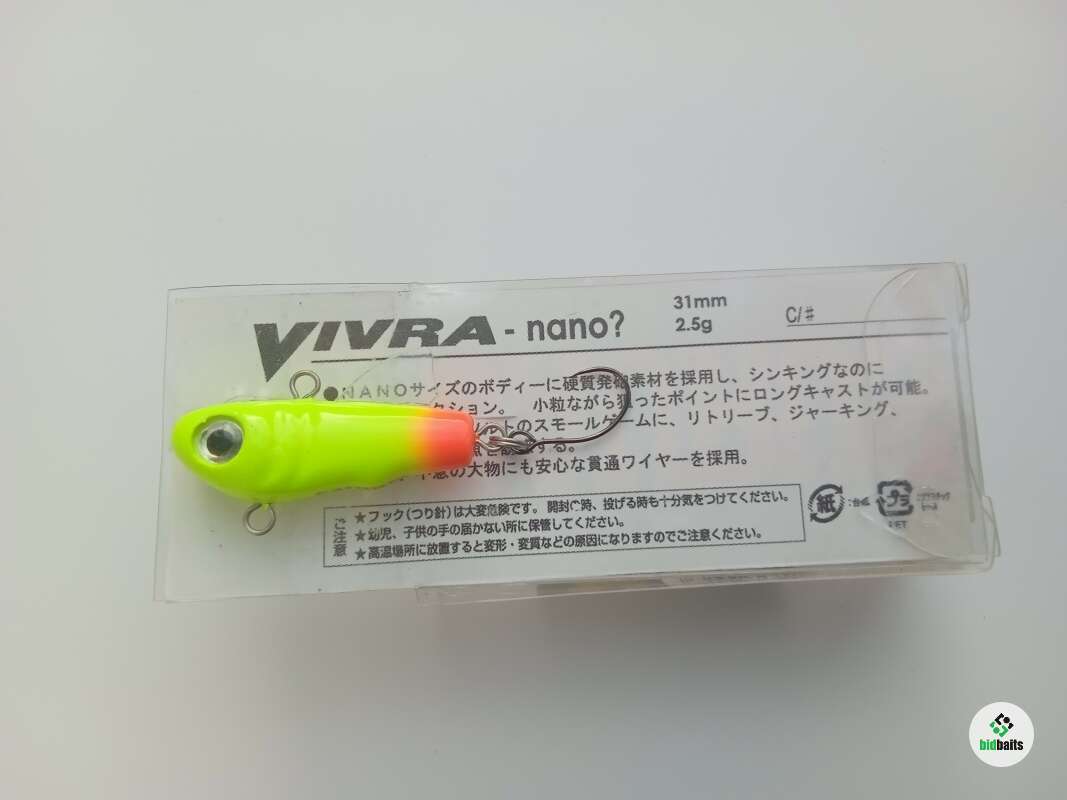 VIVRA - nano?
31mm
2.5g
C/#
●NANOサイズのボディーに硬質発砲素材を採用し、シンキングなのに
クション。 小粒ながら狙ったポイントにロングキャストが可能。
トのスモールゲームに、リトリーブ、ジャーキング、
る。
の大物にも安心な貫通ワイヤーを採用。
ご注意
★フック(つり針)は大変危険です。 開封の時、投げる時も十分気をつけてください。
★幼児、子供の手の届かない所に保管してください。
★高温場所に放置すると変形・変質などの原因になりますのでご注意ください。
紙
プラ
bidbaits